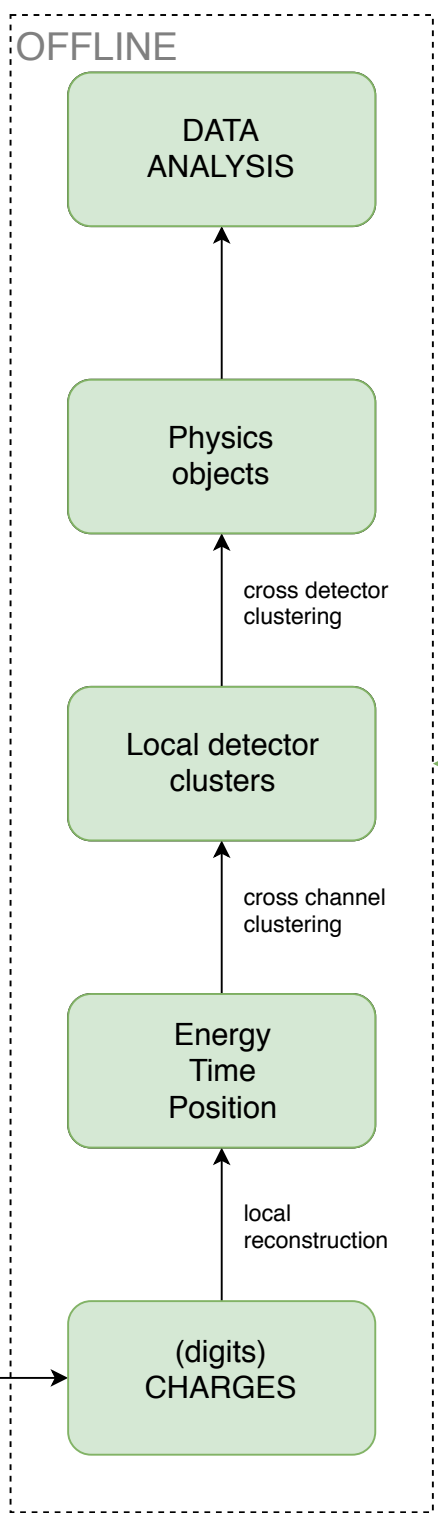 OFFLINE
DATA
ANALYSIS
Physics
objects
cross detector
clustering
Local detector
clusters
cross channel
clustering
Energy
Time
Position
local
reconstruction
(digits)
CHARGES